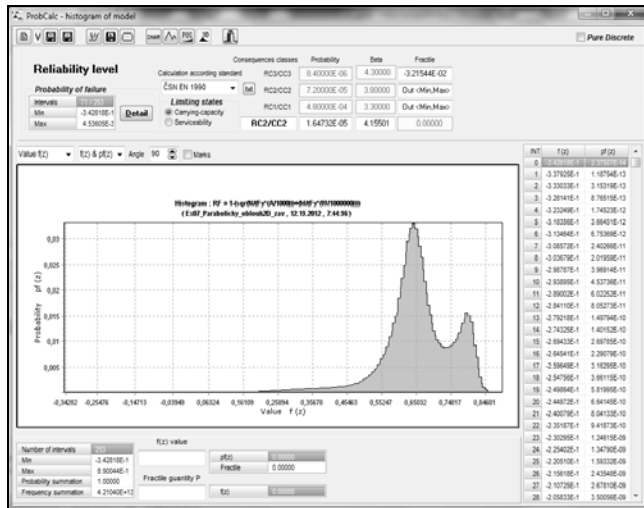 ProbCalc - histogram of model
Pure Discrete
Reliability level
Probability of failure
Intervals 71 / 253
Min -3.42818E-1
Max
Detail
Calculation according standard
ČSN EN 1990
Limiting states
Carrying-capacity
Serviceability
Consequences classes Probability Beta Fractile
RC3/CC3 8.40000E-06 4.30000 -3.21544E-02
RC2/CC2 7.20000E-05 3.80000 Out <Min,Max>
RC1/CC1 4.80000E-04 3.30000 Out <Min,Max>
RC2/CC2 1.64732E-05 4.15501 0.00000
Value f(z) f(z) & pf(z) Angle 90 Marks
Histogram : RF =
Probability pf (z)
0,03
0,025
0,02
0,015
0,01
0,005
-0,34282 -0,25476 -0,14713 -0,03949 0,06324 0,16109 0,25894 0,35678 0,45463 0,55247 0,65032 0,74817 0,84601
Value f (z)
Number of intervals 253
Min -3.42818E-1
Max 8.90044E-1
Probability summation 1.00000
Frequency summation 4.21040E+13
f(z) value
Fractile quantity P
pf(z) 0.00000
Fractile 0.00000
f(z) 0.00000
INT f (z) pf (z)
0 -3.42818E-1
1 -3.37925E-1 1.18754E-13
2 -3.33033E-1 3.15319E-13
3 -3.28141E-1 8.76515E-13
4 -3.23249E-1 1.74523E-12
5 -3.18356E-1 3.66451E-12
6 -3.13464E-1 6.75369E-12
7 -3.08572E-1 2.40266E-11
8 -3.03679E-1 2.01959E-11
9 -2.98787E-1 3.96914E-11
10 -2.93895E-1 4.53736E-11
11 -2.89002E-1 6.02252E-11
12 -2.84110E-1 8.05273E-11
13 -2.79218E-1 1.49794E-10
14 -2.74325E-1 1.40152E-10
15 -2.69433E-1 2.69785E-10
16 -2.64541E-1 2.29079E-10
17 -2.59649E-1 3.16265E-10
18 -2.54756E-1 3.66115E-10
19 -2.49864E-1 5.81995E-10
20 -2.44972E-1 6.64145E-10
21 -2.40079E-1 8.04133E-10
22 -2.35187E-1 9.41873E-10
23 -2.30295E-1 1.24615E-09
24 -2.25402E-1 1.34790E-09
25 -2.20510E-1 1.59332E-09
26 -2.15618E-1 2.43548E-09
27 -2.10725E-1 2.67810E-09
28 -2.05833E-1 3.50056E-09